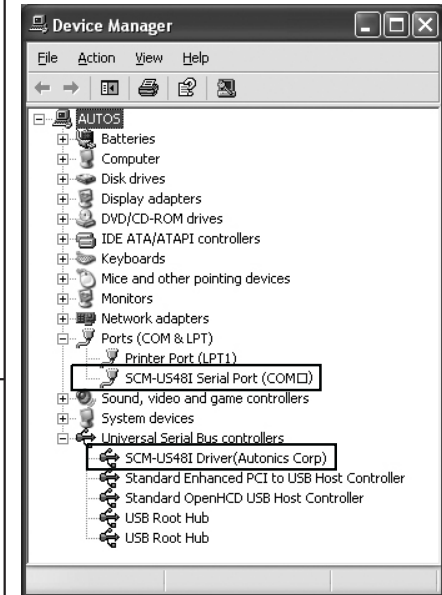 Device Manager
File Action View Help
AUTOS
Batteries
Computer
Disk drives
Display adapters
DVD/CD-ROM drives
IDE ATA/ATAPI controllers
Keyboards
Mice and other pointing devices
Monitors
Network adapters
Ports (COM & LPT)
Printer Port (LPT1)
SCM-US48I Serial Port (COM□)
Sound, video and game controllers
System devices
Universal Serial Bus controllers
SCM-US48I Driver(Autonics Corp)
Standard Enhanced PCI to USB Host Controller
Standard OpenHCD USB Host Controller
USB Root Hub
USB Root Hub